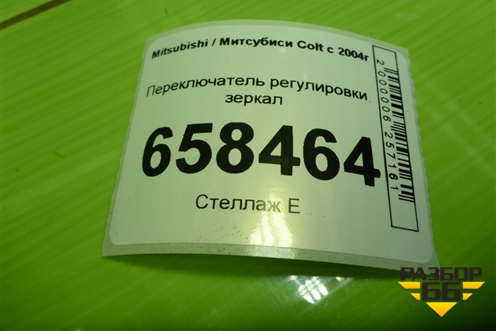 Mitsubishi / Митсубиси Colt с 2004г
Переключатель регулировки
зеркал
658464
Стеллаж Е
2000006257161
РАЗБОР
66